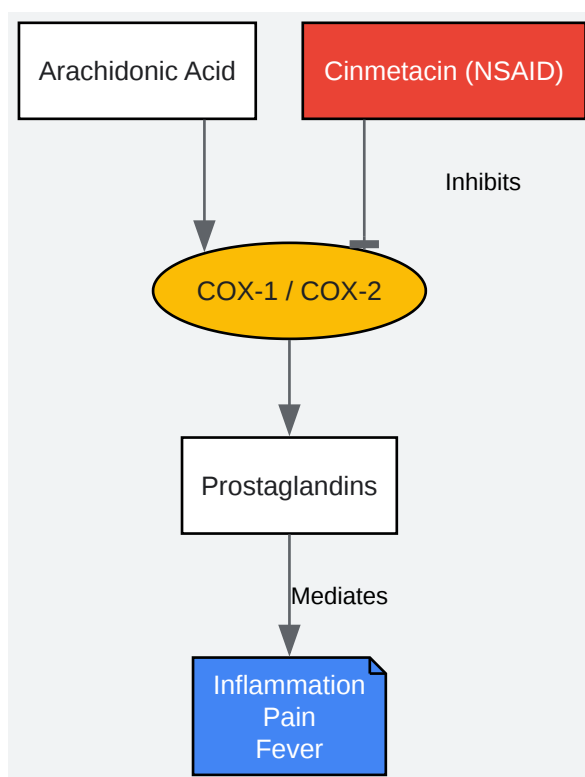 Arachidonic Acid
Cinmetacin (NSAID)
Inhibits
COX-1 / COX-2
Prostaglandins
Mediates
Inflammation
Pain
Fever